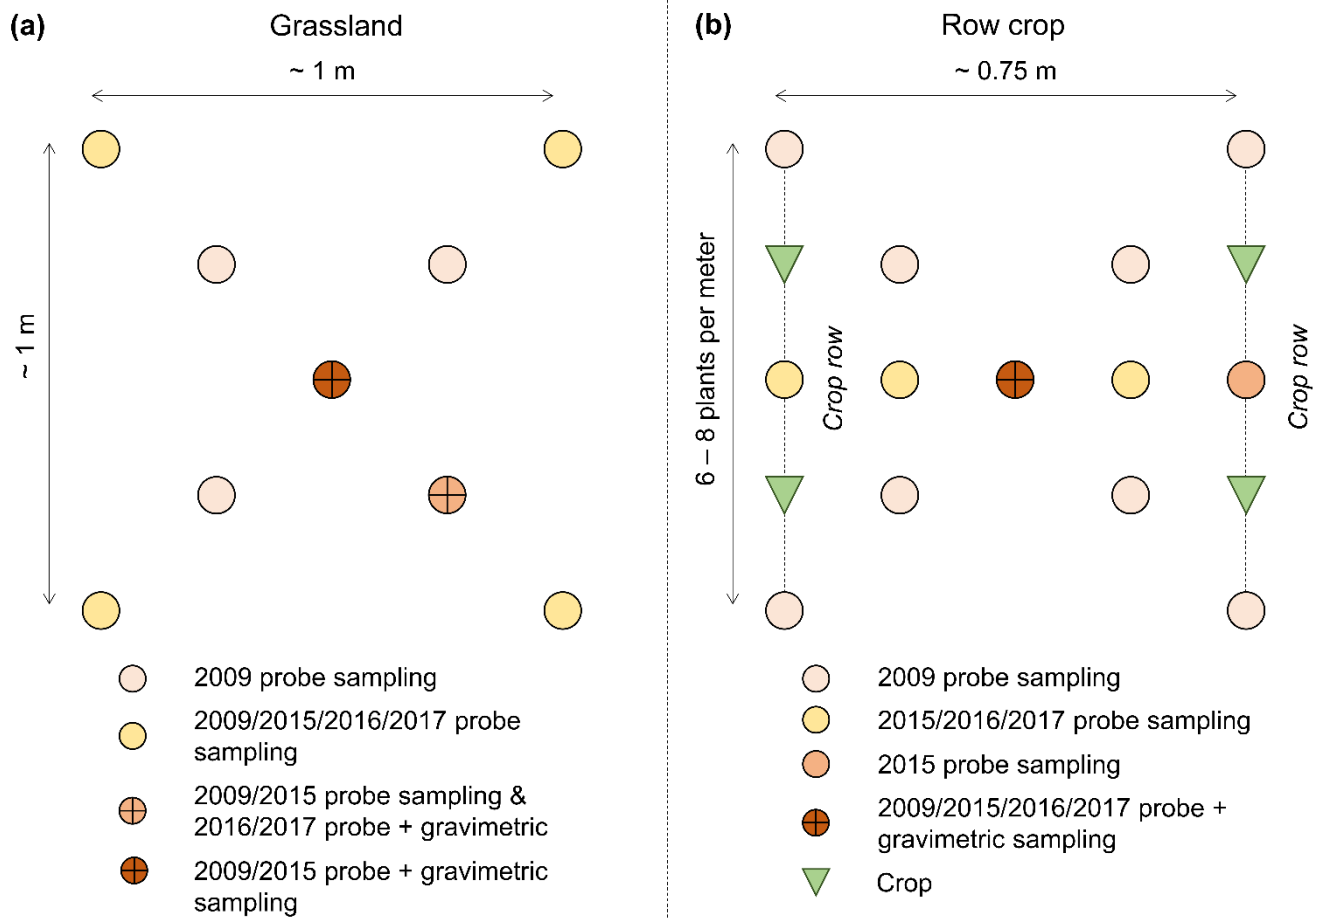 (a)
Grassland
~ 1 m
~ 1 m
2009 probe sampling
2009/2015/2016/2017 probe
sampling
2009/2015 probe sampling &
2016/2017 probe + gravimetric
2009/2015 probe + gravimetric
sampling
(b)
Row crop
~ 0.75 m
6 – 8 plants per meter
Crop row
Crop row
2009 probe sampling
2015/2016/2017 probe sampling
2015 probe sampling
2009/2015/2016/2017 probe +
gravimetric sampling
Crop